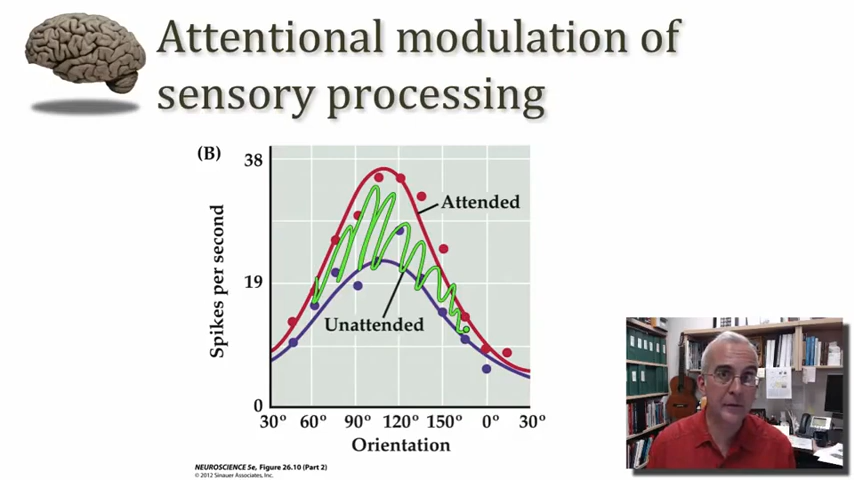 Attentional modulation of
sensory processing
(B)
38
Attended
Spikes per second
19
Unattended
0
30° 60° 90° 120° 150° 0° 30°
Orientation
NEUROSCIENCE 5e, Figure 26.10 (Part 2)
© 2012 Sinauer Associates, Inc.